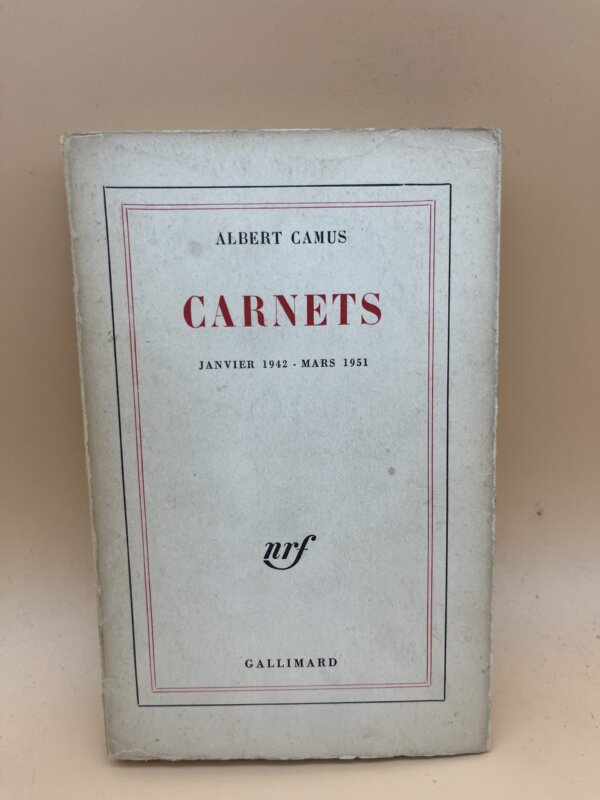 ALBERT CAMUS
CARNETS
JANVIER 1942 - MARS 1951
nrf
GALLIMARD